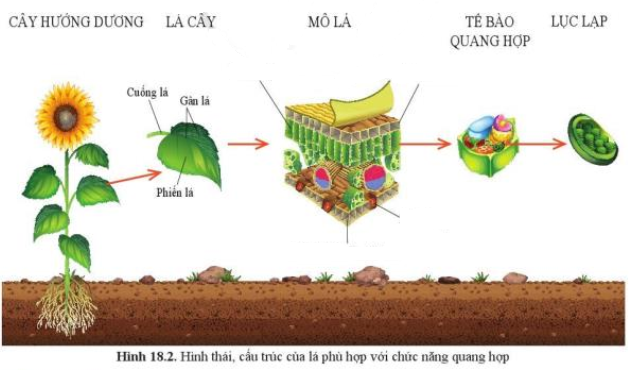 CÂY HƯỚNG DƯƠNG
LÁ CÂY
MÔ LÁ
TẾ BÀO
QUANG HỢP
LỤC LẠP
Cuống lá
Gân lá
Phiến lá
Hình 18.2. Hình thái, cấu trúc của lá phù hợp với chức năng quang hợp